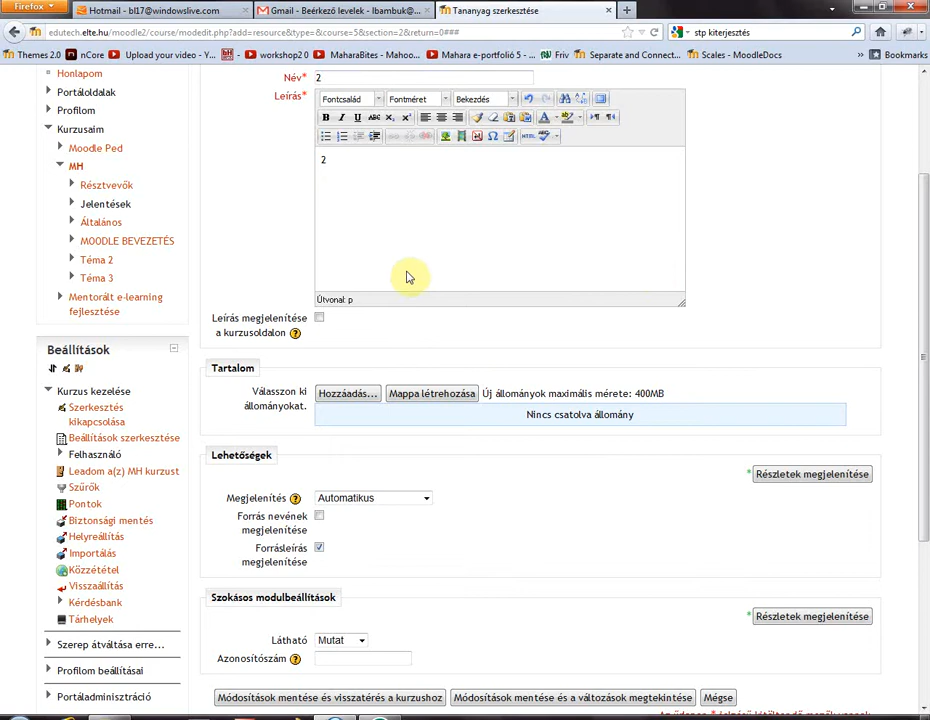 Firefox
Hotmail - bl17@windowslive.com
Gmail - Beérkező levelek - lbambuk@...
Tananyag szerkesztése
edutech.elte.hu/moodle2/course/modedit.php?add=resource&type=&course=5&section=2&return=0###
stp kiterjesztés
Themes 2.0
nCore
Upload your video - Y...
workshop2 0
MaharaBites - Mahoo...
Mahara e-portfólió 5 - ...
Friv
Separate and Connect...
Scales - MoodleDocs
Bookmarks
Honlapom
Portáloldalak
Profilom
Kurzusaim
Moodle Ped
MH
Résztvevők
Jelentések
Általános
MOODLE BEVEZETÉS
Téma 2
Téma 3
Mentorált e-learning
fejlesztése
Beállítások
Kurzus kezelése
Szerkesztés
kikapcsolása
Beállítások szerkesztése
Felhasználó
Leadom a(z) MH kurzust
Szűrők
Pontok
Biztonsági mentés
Helyreállítás
Importálás
Közzététel
Visszaállítás
Kérdésbank
Tárhelyek
Szerep átváltása erre...
Profilom beállításai
Portáladminisztráció
Név* 2
Leírás*
Fontcsalád
Fontméret
Bekezdés
B I U ABC X₂ X²
HTML
2
Útvonal: p
Leírás megjelenítése
a kurzusoldalon
Tartalom
Válasszon ki
állományokat.
Hozzáadás... Mappa létrehozása Új állományok maximális mérete: 400MB
Nincs csatolva állomány
Lehetőségek
* Részletek megjelenítése
Megjelenítés Automatikus
Forrás nevének
megjelenítése
Forrásleírás
megjelenítése
Szokásos modulbeállítások
* Részletek megjelenítése
Látható Mutat
Azonosítószám
Módosítások mentése és visszatérés a kurzushoz Módosítások mentése és a változások megtekintése Mégse